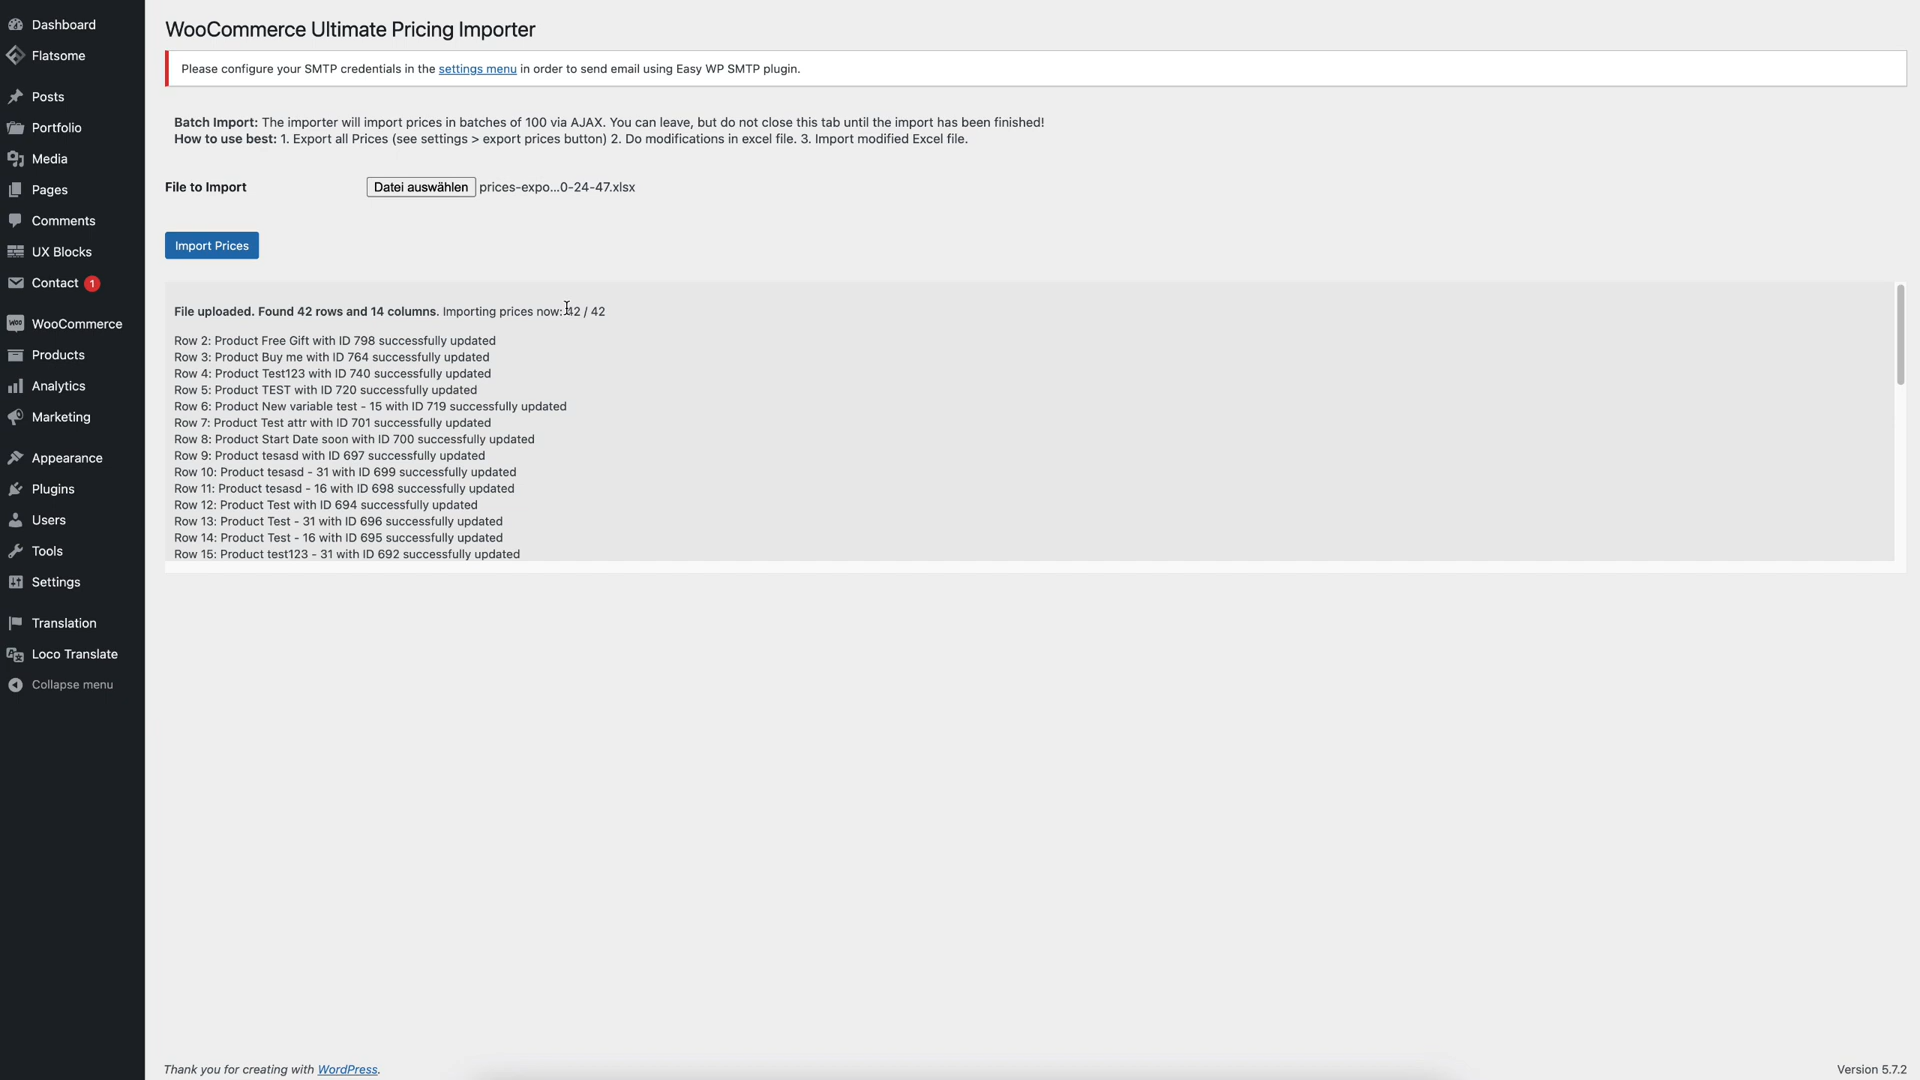 Dashboard
Flatsome
Posts
Portfolio
Media
Pages
Comments
UX Blocks
Contact 1
WooCommerce
Products
Analytics
Marketing
Appearance
Plugins
Users
Tools
Settings
Translation
Loco Translate
Collapse menu
WooCommerce Ultimate Pricing Importer
Please configure your SMTP credentials in the settings menu in order to send email using Easy WP SMTP plugin.
Batch Import: The importer will import prices in batches of 100 via AJAX. You can leave, but do not close this tab until the import has been finished!
How to use best: 1. Export all Prices (see settings > export prices button) 2. Do modifications in excel file. 3. Import modified Excel file.
File to Import
Datei auswählen prices-expo...0-24-47.xlsx
Import Prices
File uploaded. Found 42 rows and 14 columns. Importing prices now: 42 / 42
Row 2: Product Free Gift with ID 798 successfully updated
Row 3: Product Buy me with ID 764 successfully updated
Row 4: Product Test123 with ID 740 successfully updated
Row 5: Product TEST with ID 720 successfully updated
Row 6: Product New variable test - 15 with ID 719 successfully updated
Row 7: Product Test attr with ID 701 successfully updated
Row 8: Product Start Date soon with ID 700 successfully updated
Row 9: Product tesasd with ID 697 successfully updated
Row 10: Product tesasd - 31 with ID 699 successfully updated
Row 11: Product tesasd - 16 with ID 698 successfully updated
Row 12: Product Test with ID 694 successfully updated
Row 13: Product Test - 31 with ID 696 successfully updated
Row 14: Product Test - 16 with ID 695 successfully updated
Row 15: Product test123 - 31 with ID 692 successfully updated
Thank you for creating with WordPress.
Version 5.7.2